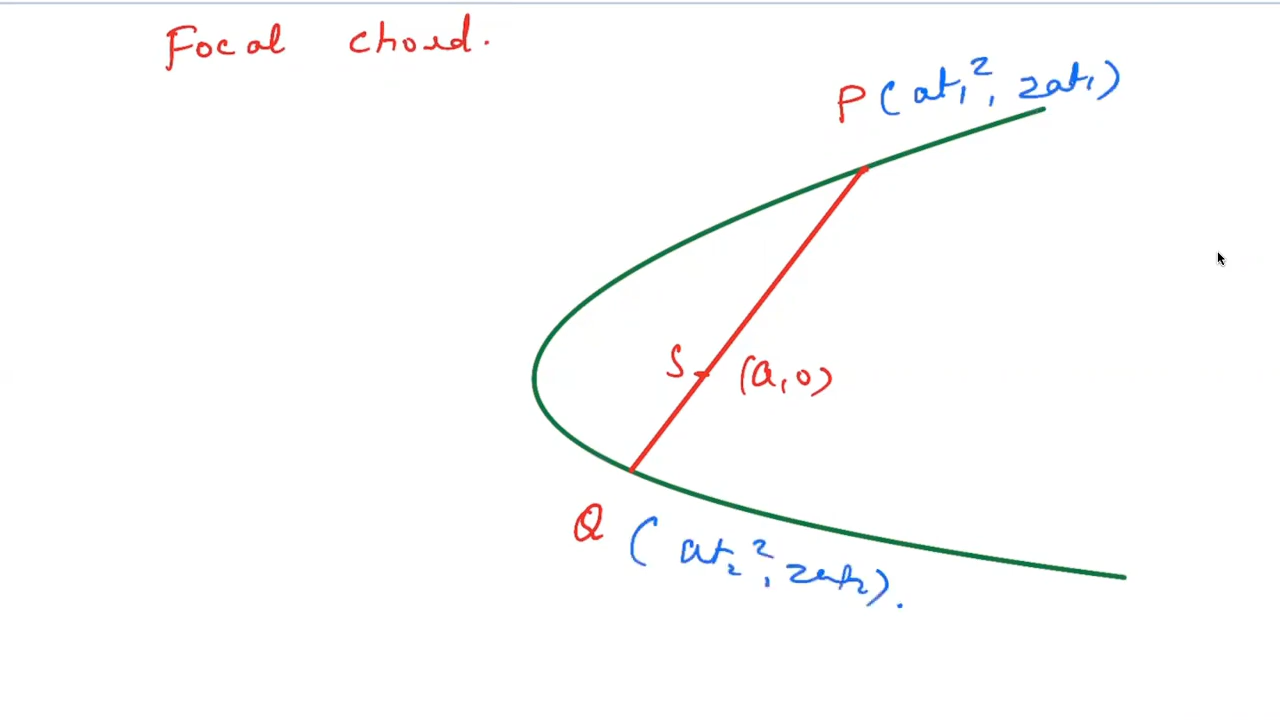 Focal chord.
P (at₁², 2at₁)
S (a, 0)
Q (at₂², 2at₂).